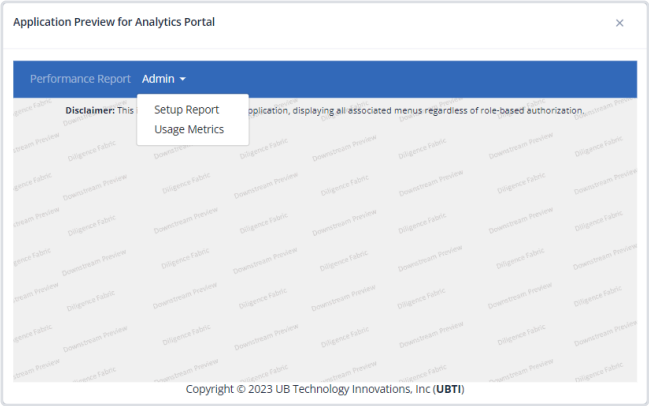 Application Preview for Analytics Portal ×
Performance Report Admin
Disclaimer: This pplication, displaying all associated menus regardless of role-based authorization.
Setup Report
Usage Metrics
Diligence Fabric
Downstream Preview
Copyright © 2023 UB Technology Innovations, Inc (UBTI)